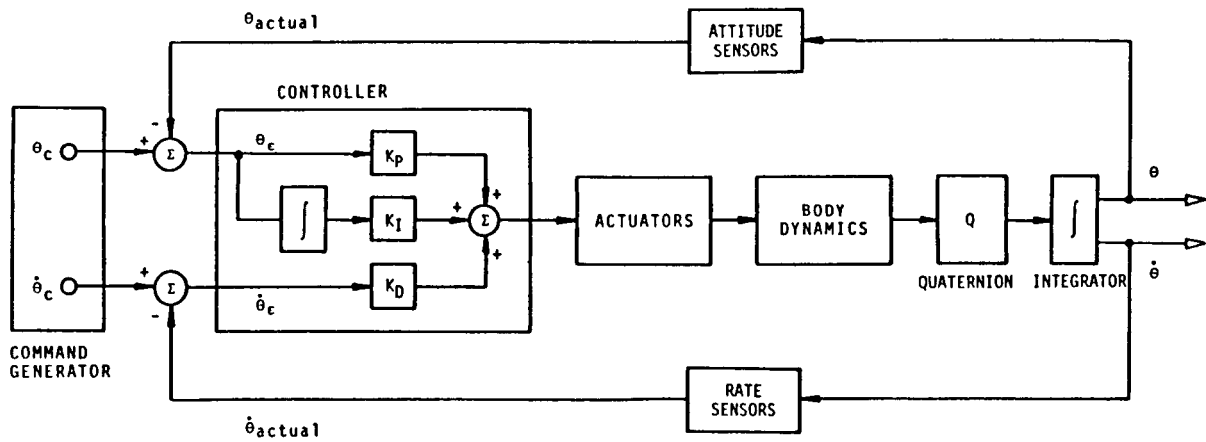 θactual
ATTITUDE
SENSORS
CONTROLLER
-
+
θc
Σ
θε
KP
+
∫
KI
+
Σ
+
ACTUATORS
BODY
DYNAMICS
Q
∫
θ
QUATERNION
INTEGRATOR
θ̇
+
θ̇c
Σ
-
θ̇ε
KD
COMMAND
GENERATOR
RATE
SENSORS
θ̇actual